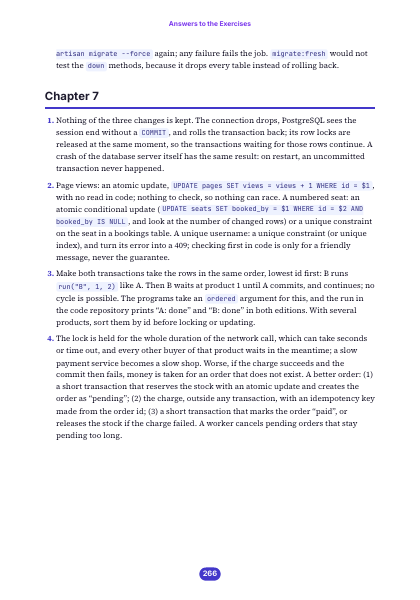 Answers to the Exercises
artisan migrate --force again; any failure fails the job. migrate:fresh would not
test the down methods, because it drops every table instead of rolling back.
Chapter 7
1. Nothing of the three changes is kept. The connection drops, PostgreSQL sees the
session end without a COMMIT, and rolls the transaction back; its row locks are
released at the same moment, so the transactions waiting for those rows continue. A
crash of the database server itself has the same result: on restart, an uncommitted
transaction never happened.
2. Page views: an atomic update, UPDATE pages SET views = views + 1 WHERE id = $1,
with no read in code; nothing to check, so nothing can race. A numbered seat: an
atomic conditional update (UPDATE seats SET booked_by = $1 WHERE id = $2 AND
booked_by IS NULL, and look at the number of changed rows) or a unique constraint
on the seat in a bookings table. A unique username: a unique constraint (or unique
index), and turn its error into a 409; checking first in code is only for a friendly
message, never the guarantee.
3. Make both transactions take the rows in the same order, lowest id first: B runs
run("B", 1, 2) like A. Then B waits at product 1 until A commits, and continues; no
cycle is possible. The programs take an ordered argument for this, and the run in
the code repository prints “A: done” and “B: done” in both editions. With several
products, sort them by id before locking or updating.
4. The lock is held for the whole duration of the network call, which can take seconds
or time out, and every other buyer of that product waits in the meantime; a slow
payment service becomes a slow shop. Worse, if the charge succeeds and the
commit then fails, money is taken for an order that does not exist. A better order: (1)
a short transaction that reserves the stock with an atomic update and creates the
order as “pending”; (2) the charge, outside any transaction, with an idempotency key
made from the order id; (3) a short transaction that marks the order “paid”, or
releases the stock if the charge failed. A worker cancels pending orders that stay
pending too long.
266